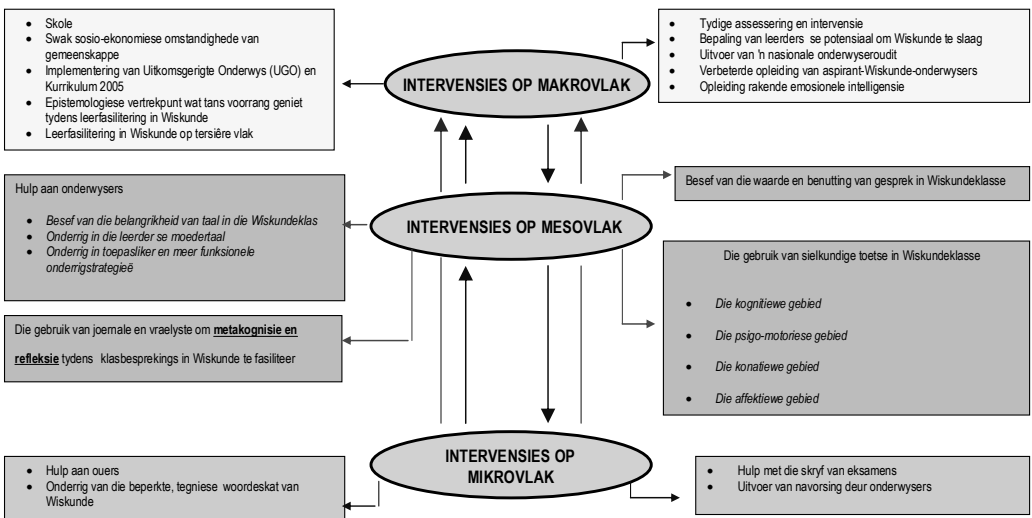 Skole
Swak sosio-ekonomiese omstandighede van
gemeenskappe
Implementering van Uitkomsgerigte Onderwys (UGO) en
Kurrikulum 2005
Epistemologiese vertrekpunt wat tans voorrang geniet
tydens leerfasilitering in Wiskunde
Leerfasilitering in Wiskunde op tersiêre vlak
INTERVENSIES OP MAKROVLAK
Tydige assessering en intervensie
Bepaling van leerders se potensiaal om Wiskunde te slaag
Uitvoer van 'n nasionale onderwyseroudit
Verbeterde opleiding van aspirant-Wiskunde-onderwysers
Opleiding rakende emosionele intelligensie
Hulp aan onderwysers
Besef van die belangrikheid van taal in die Wiskundeklas
Onderrig in die leerder se moedertaal
Onderrig in toepasliker en meer funksionele
onderrigstrategieë
INTERVENSIES OP MESOVLAK
Besef van die waarde en benutting van gesprek in Wiskundeklasse
Die gebruik van sielkundige toetse in Wiskundeklasse
Die kognitiewe gebied
Die psigo-motoriese gebied
Die konatiewe gebied
Die affektiewe gebied
Die gebruik van joernale en vraelyste om metakognisie en
refleksie tydens klasbesprekings in Wiskunde te fasiliteer
INTERVENSIES OP
MIKROVLAK
Hulp aan ouers
Onderrig van die beperkte, tegniese woordeskat van
Wiskunde
Hulp met die skryf van eksamens
Uitvoer van navorsing deur onderwysers